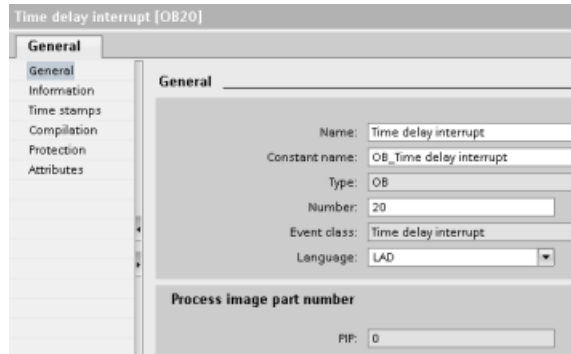 Time delay interrupt [OB20]
General
General
Information
Time stamps
Compilation
Protection
Attributes
General
Name: Time delay interrupt
Constant name: OB_Time delay interrupt
Type: OB
Number: 20
Event class: Time delay interrupt
Language: LAD
Process image part number
PIP: 0